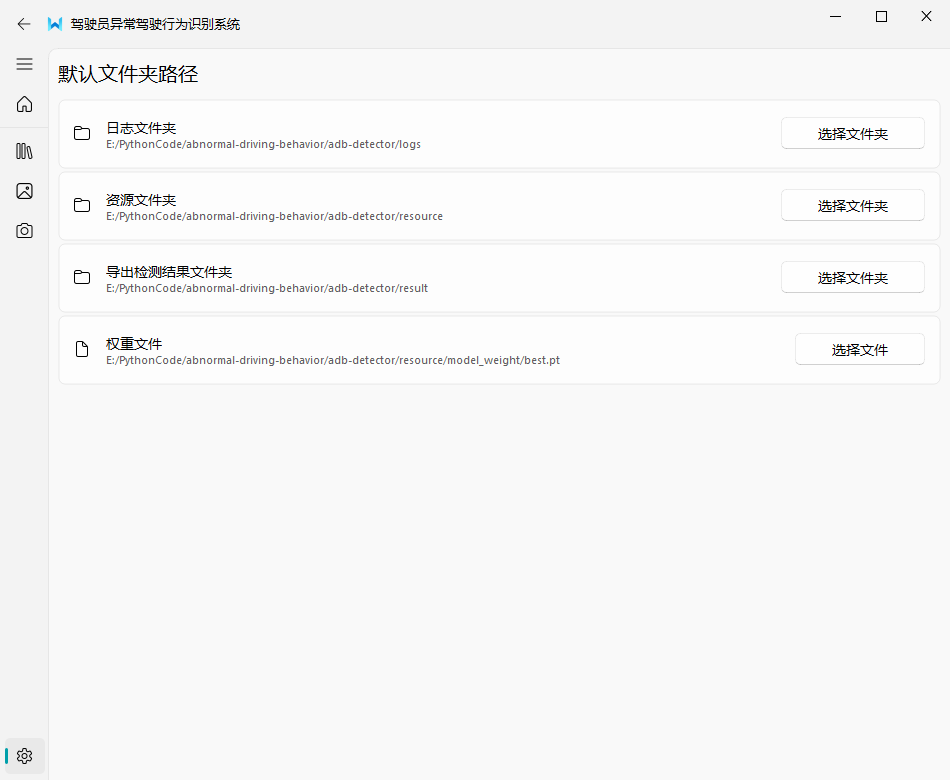 驾驶员异常驾驶行为识别系统
默认文件夹路径
日志文件夹
E:/PythonCode/abnormal-driving-behavior/adb-detector/logs
选择文件夹
资源文件夹
E:/PythonCode/abnormal-driving-behavior/adb-detector/resource
选择文件夹
导出检测结果文件夹
E:/PythonCode/abnormal-driving-behavior/adb-detector/result
选择文件夹
权重文件
E:/PythonCode/abnormal-driving-behavior/adb-detector/resource/model_weight/best.pt
选择文件